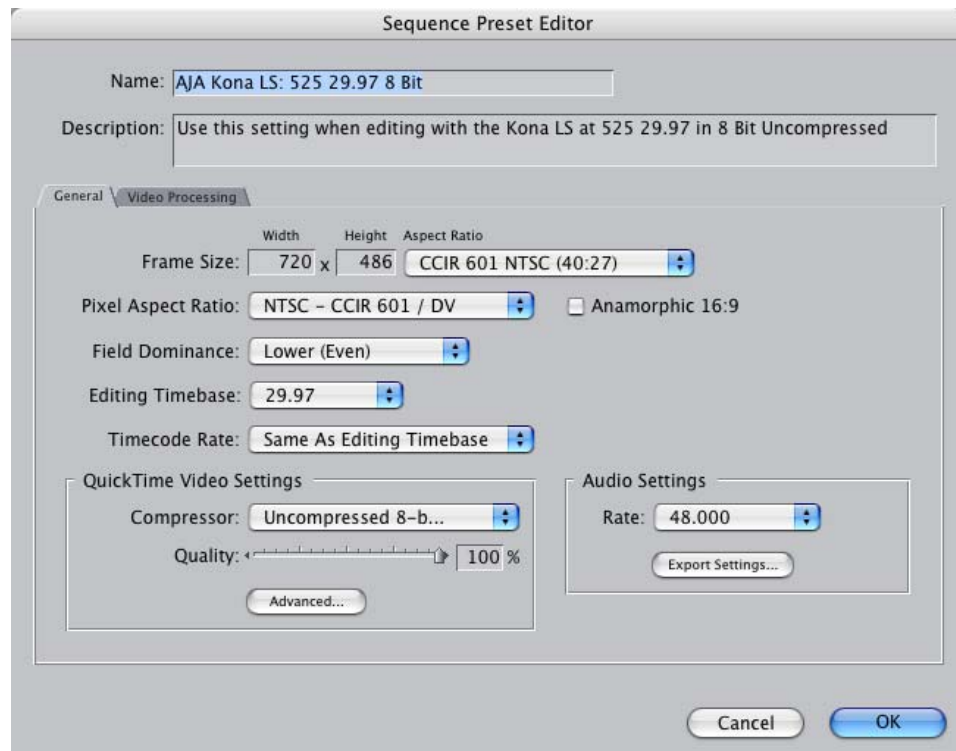 Sequence Preset Editor
Name: AJA Kona LS: 525 29.97 8 Bit
Description: Use this setting when editing with the Kona LS at 525 29.97 in 8 Bit Uncompressed
General Video Processing
Width Height Aspect Ratio
Frame Size: 720 x 486 CCIR 601 NTSC (40:27)
Pixel Aspect Ratio: NTSC – CCIR 601 / DV Anamorphic 16:9
Field Dominance: Lower (Even)
Editing Timebase: 29.97
Timecode Rate: Same As Editing Timebase
QuickTime Video Settings Audio Settings
Compressor: Uncompressed 8-b... Rate: 48.000
Quality: 100 % Export Settings...
Advanced...
Cancel OK